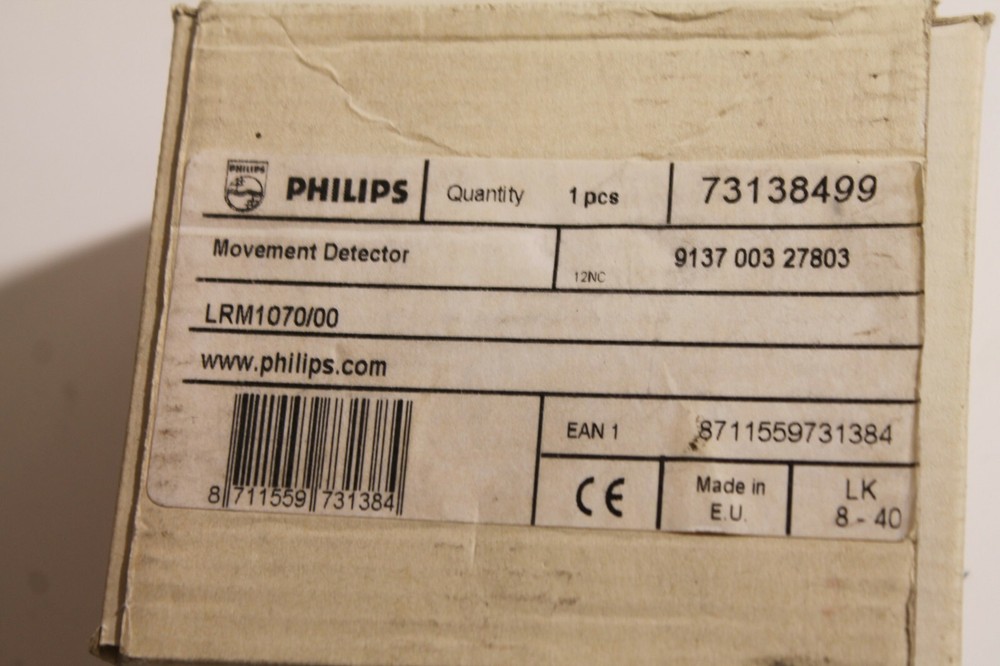 PHILIPS
PHILIPS Quantity 1 pcs 73138499
Movement Detector 12NC 9137 003 27803
LRM1070/00
www.philips.com
EAN 1 8711559731384
8 711559 731384
CE Made in E.U. LK 8 - 40